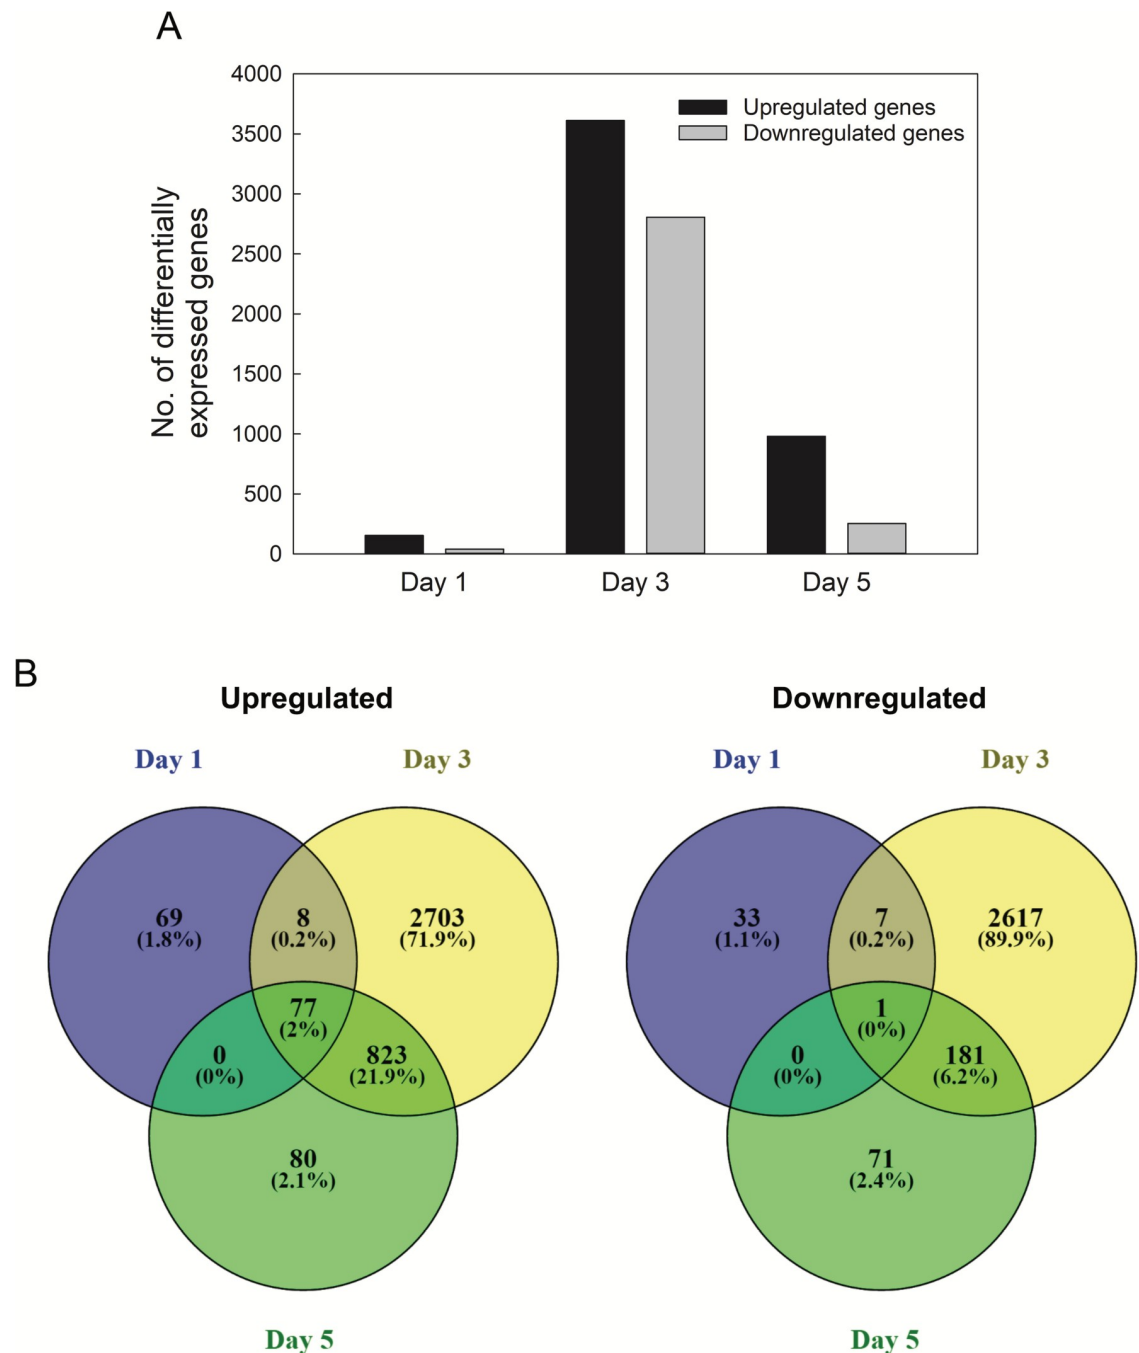 A
4000
3500
3000
2500
2000
1500
1000
500
0
No. of differentially
expressed genes
Upregulated genes
Downregulated genes
Day 1
Day 3
Day 5
B
Upregulated
Day 1
Day 3
69
(1.8%)
8
(0.2%)
2703
(71.9%)
77
(2%)
0
(0%)
823
(21.9%)
80
(2.1%)
Day 5
Downregulated
Day 1
Day 3
33
(1.1%)
7
(0.2%)
2617
(89.9%)
1
(0%)
0
(0%)
181
(6.2%)
71
(2.4%)
Day 5